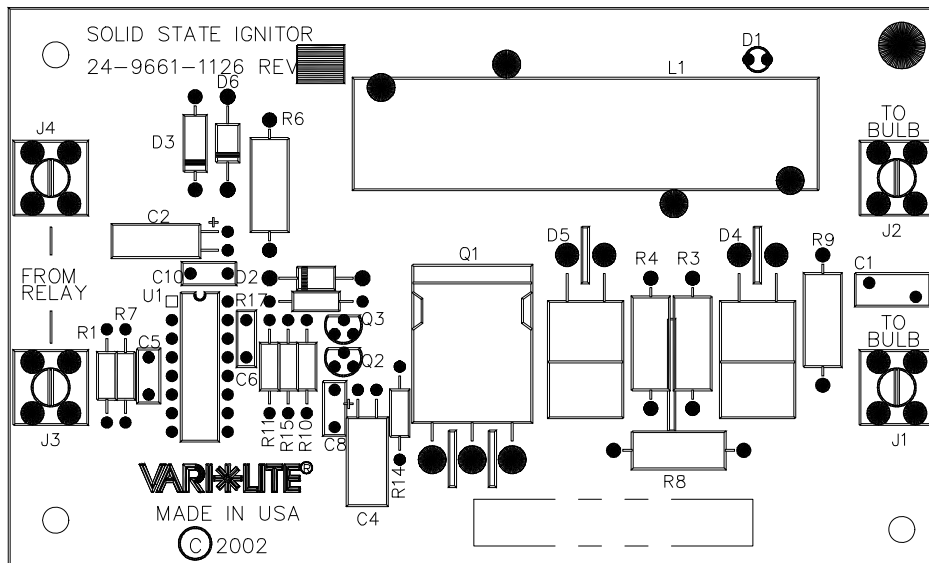 SOLID STATE IGNITOR
24-9661-1126 REV
D1
L1
D6
R6
D3
J4
TO
BULB
C2
+
J2
D5
D4
R9
Q1
R4
R3
FROM
RELAY
C10
D2
C1
U1
R17
Q3
TO
BULB
R1
R7
C5
C6
Q2
+
J3
R11
R15
R10
C8
R14
J1
VARI*LITE®
R8
C4
MADE IN USA
© 2002